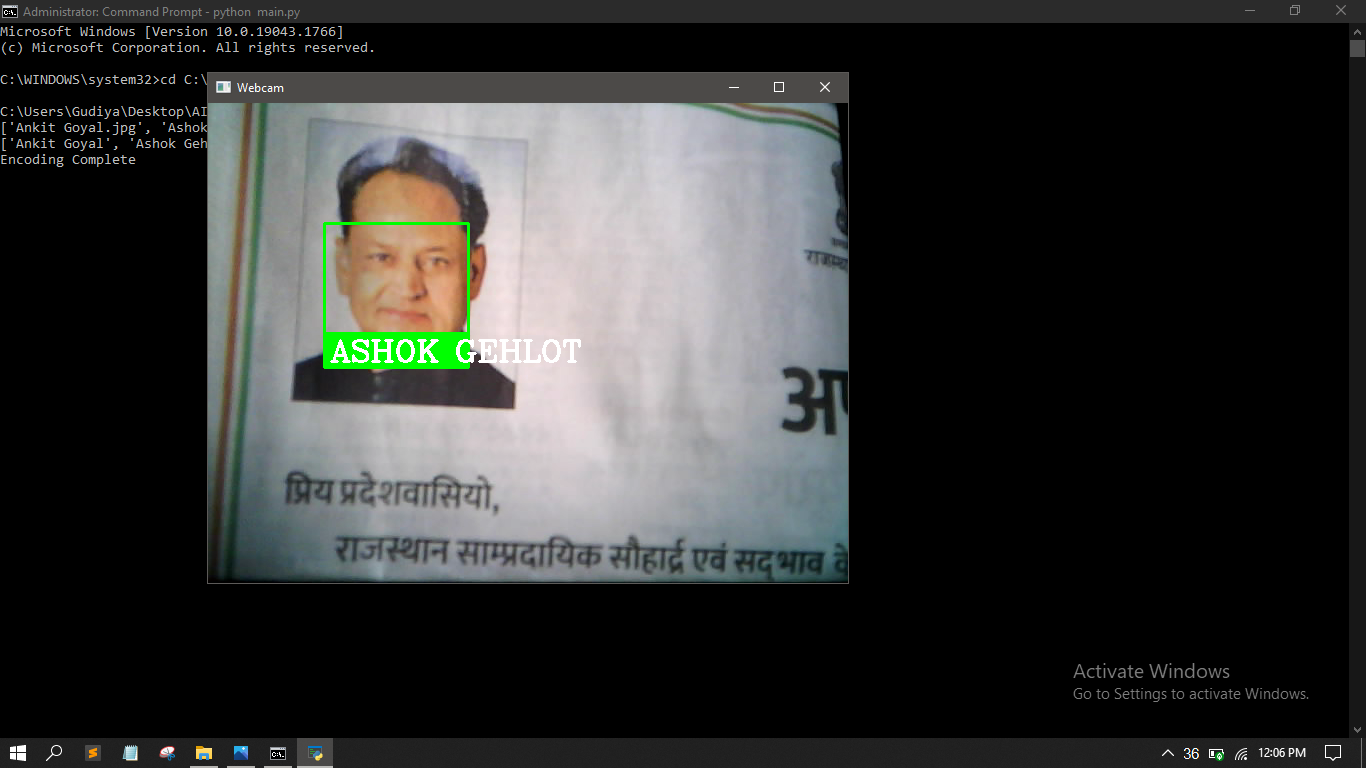 Administrator: Command Prompt - python main.py
Microsoft Windows [Version 10.0.19043.1766]
(c) Microsoft Corporation. All rights reserved.
C:\WINDOWS\system32>cd C:\
C:\Users\Gudiya\Desktop\AI
['Ankit Goyal.jpg', 'Ashok
['Ankit Goyal', 'Ashok Geh
Encoding Complete
Webcam
ASHOK GEHLOT
प्रिय प्रदेशवासियो,
राजस्थान साम्प्रदायिक सौहार्द्र एवं सद्‌भाव
Activate Windows
Go to Settings to activate Windows.
36
12:06 PM